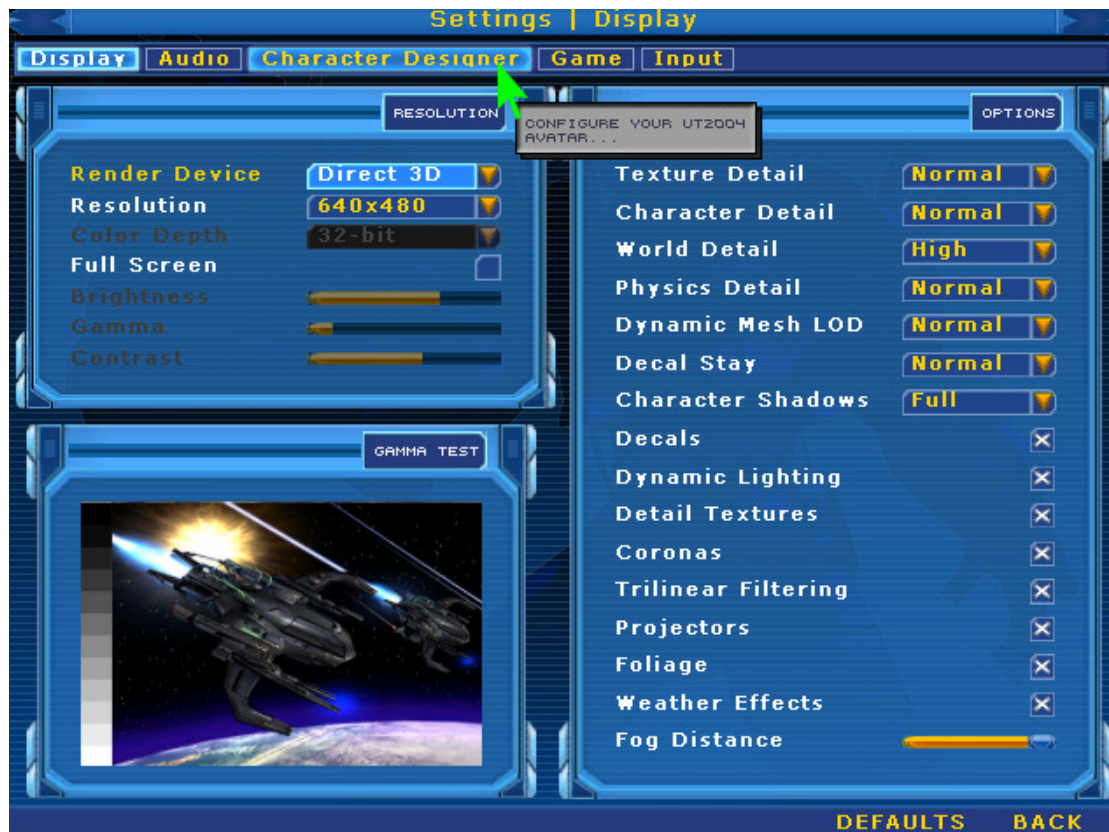 Settings | Display
Display Audio Character Designer Game Input
RESOLUTION
CONFIGURE YOUR UT2004
AVATAR...
Render Device Direct 3D
Resolution 640x480
Color Depth 32-bit
Full Screen
Brightness
Gamma
Contrast
GAMMA TEST
OPTIONS
Texture Detail Normal
Character Detail Normal
World Detail High
Physics Detail Normal
Dynamic Mesh LOD Normal
Decal Stay Normal
Character Shadows Full
Decals
Dynamic Lighting
Detail Textures
Coronas
Trilinear Filtering
Projectors
Foliage
Weather Effects
Fog Distance
DEFAULTS BACK